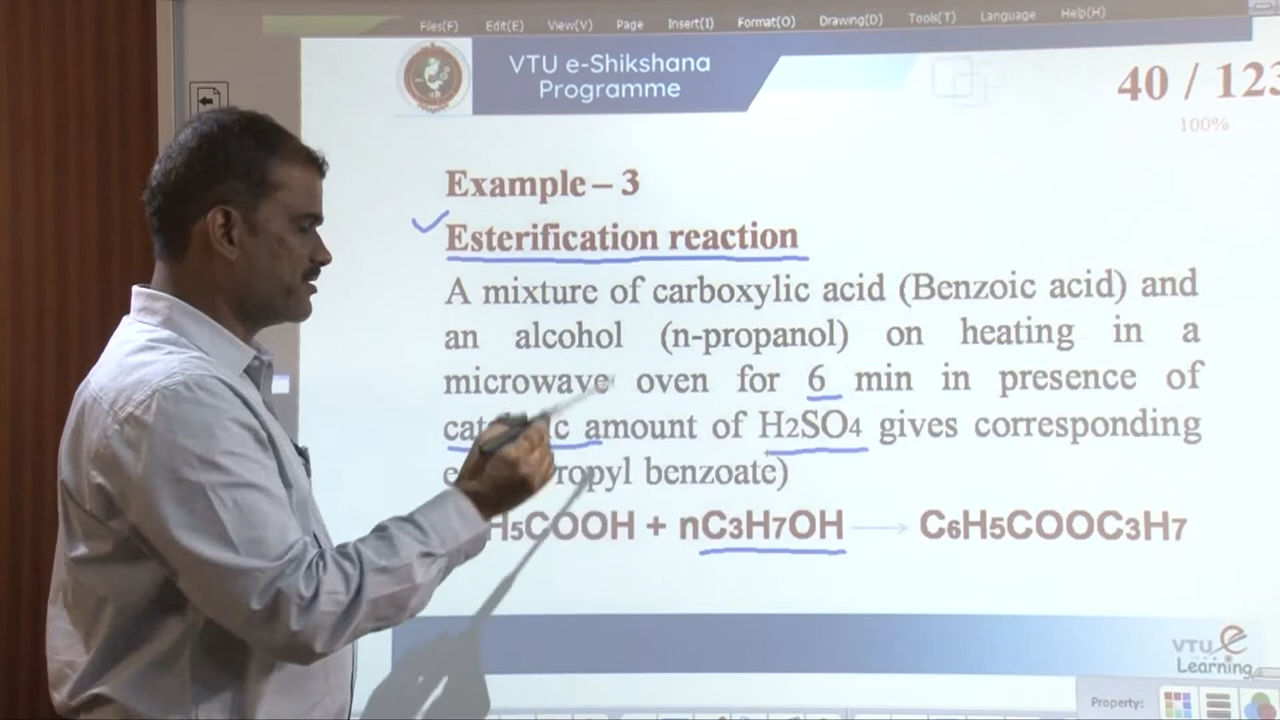 Files(F) Edit(E) View(V) Page Insert(I) Format(O) Drawing(D) Tools(T) Language Help(H)
VTU e-Shikshana
Programme
40 / 123
100%
Example – 3
Esterification reaction
A mixture of carboxylic acid (Benzoic acid) and
an alcohol (n-propanol) on heating in a
microwave oven for 6 min in presence of
amount of H2SO4 gives corresponding
benzoate)
H5COOH + nC3H7OH → C6H5COOC3H7
VTU e
Learning
Property: